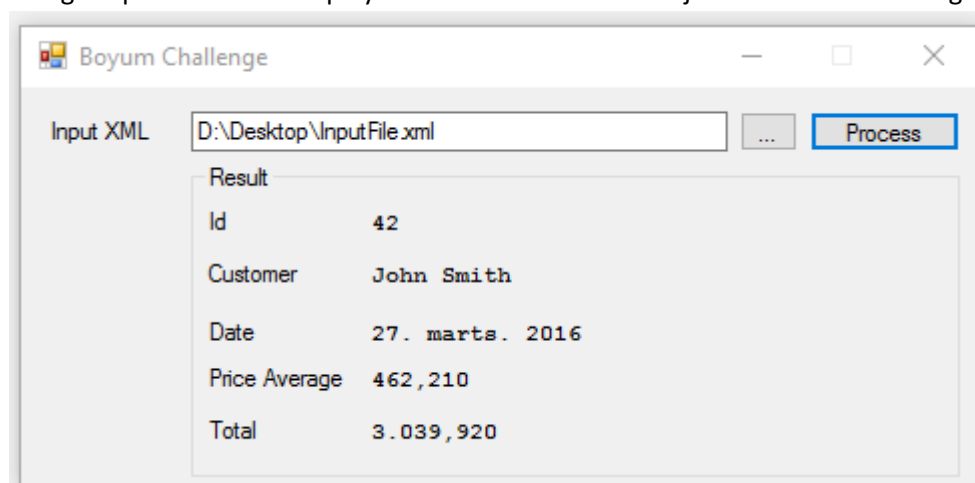 Boyum Challenge
Input XML D:\Desktop\InputFile.xml ... Process
Result
Id 42
Customer John Smith
Date 27. marts. 2016
Price Average 462,210
Total 3.039,920